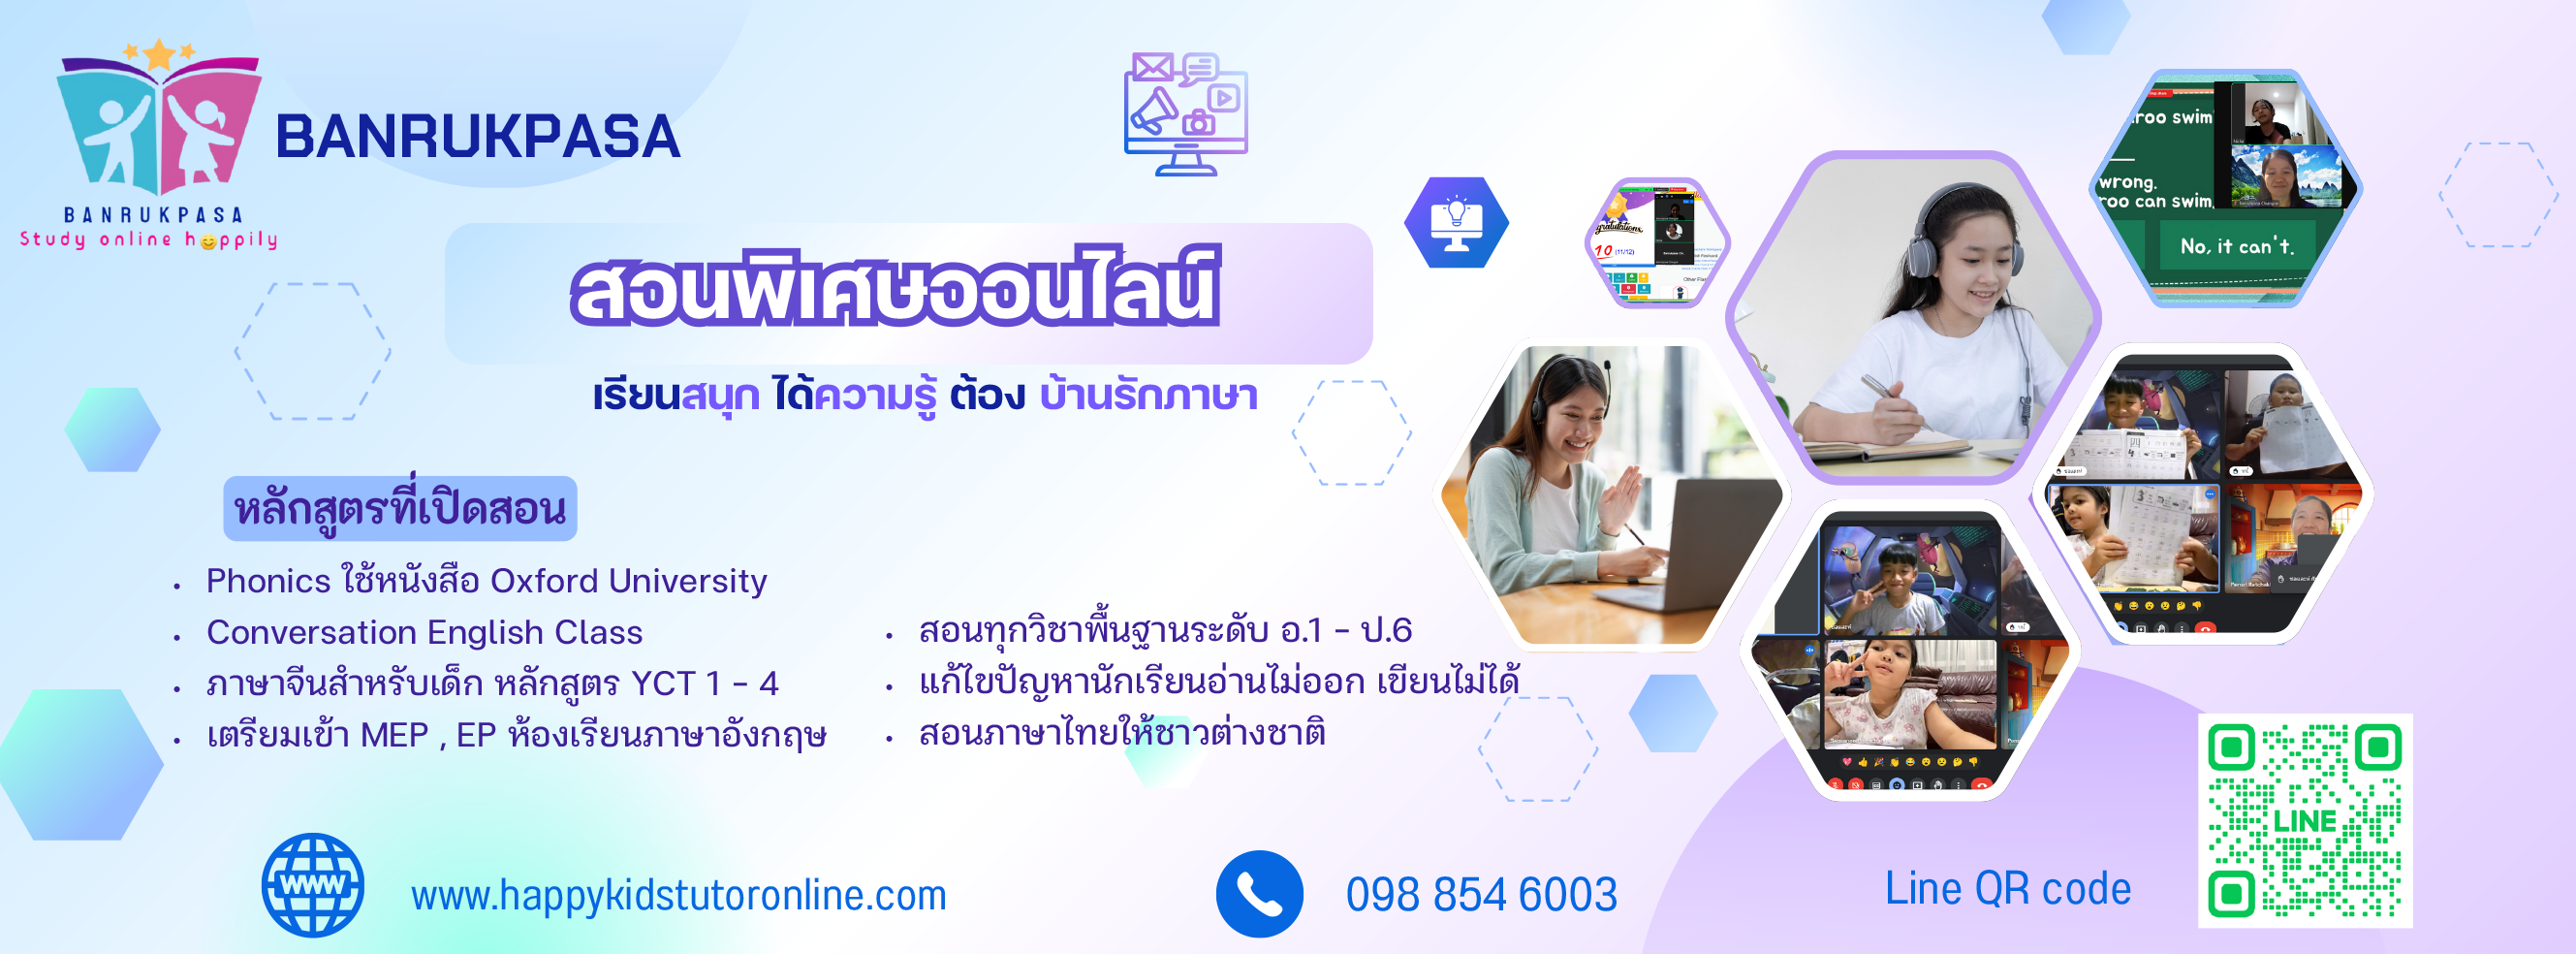 BANRUKPASA
Study online happily
BANRUKPASA
สอนพิเศษออนไลน์
เรียนสนุก ได้ความรู้ ต้อง บ้านรักภาษา
หลักสูตรที่เปิดสอน
Phonics ใช้หนังสือ Oxford University
Conversation English Class
ภาษาจีนสำหรับเด็ก หลักสูตร YCT 1 - 4
เตรียมเข้า MEP , EP ห้องเรียนภาษาอังกฤษ
สอนทุกวิชาพื้นฐานระดับ อ.1 - ป.6
แก้ไขปัญหานักเรียนอ่านไม่ออก เขียนไม่ได้
สอนภาษาไทยให้ชาวต่างชาติ
roo swim
wrong.
roo can swim.
No, it can't.
gratulations
10 (11/12)
www
www.happykidstutoronline.com
098 854 6003
Line QR code
LINE